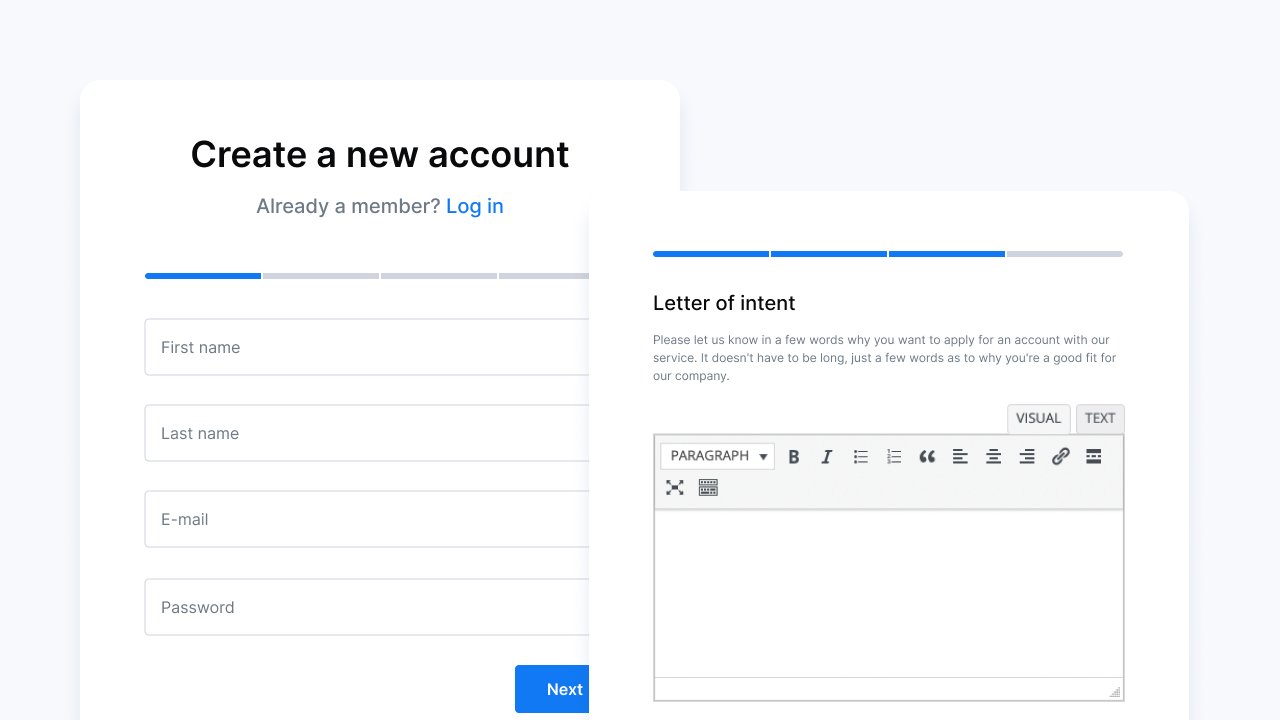 Create a new account
Already a member? Log in
First name
Last name
E-mail
Password
Next
Letter of intent
Please let us know in a few words why you want to apply for an account with our
service. It doesn't have to be long, just a few words as to why you're a good fit for
our company.
VISUAL TEXT
PARAGRAPH